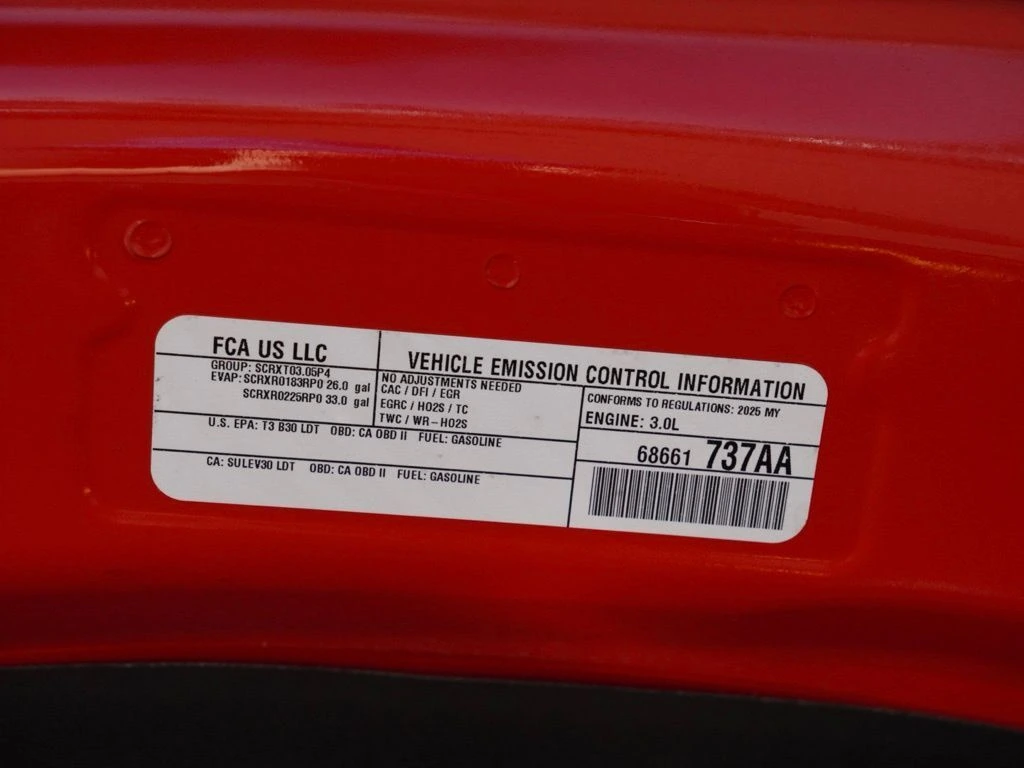 FCA US LLC
GROUP: SCRXT03.05P4
EVAP: SCRXR0183RP0 26.0 gal
SCRXR0225RP0 33.0 gal
VEHICLE EMISSION CONTROL INFORMATION
NO ADJUSTMENTS NEEDED
CAC / DFI / EGR
EGRC / HO2S / TC
TWC / WR-HO2S
CONFORMS TO REGULATIONS: 2025 MY
ENGINE: 3.0L
U.S. EPA: T3 B30 LDT OBD: CA OBD II FUEL: GASOLINE
CA: SULEV30 LDT OBD: CA OBD II FUEL: GASOLINE
68661 737AA